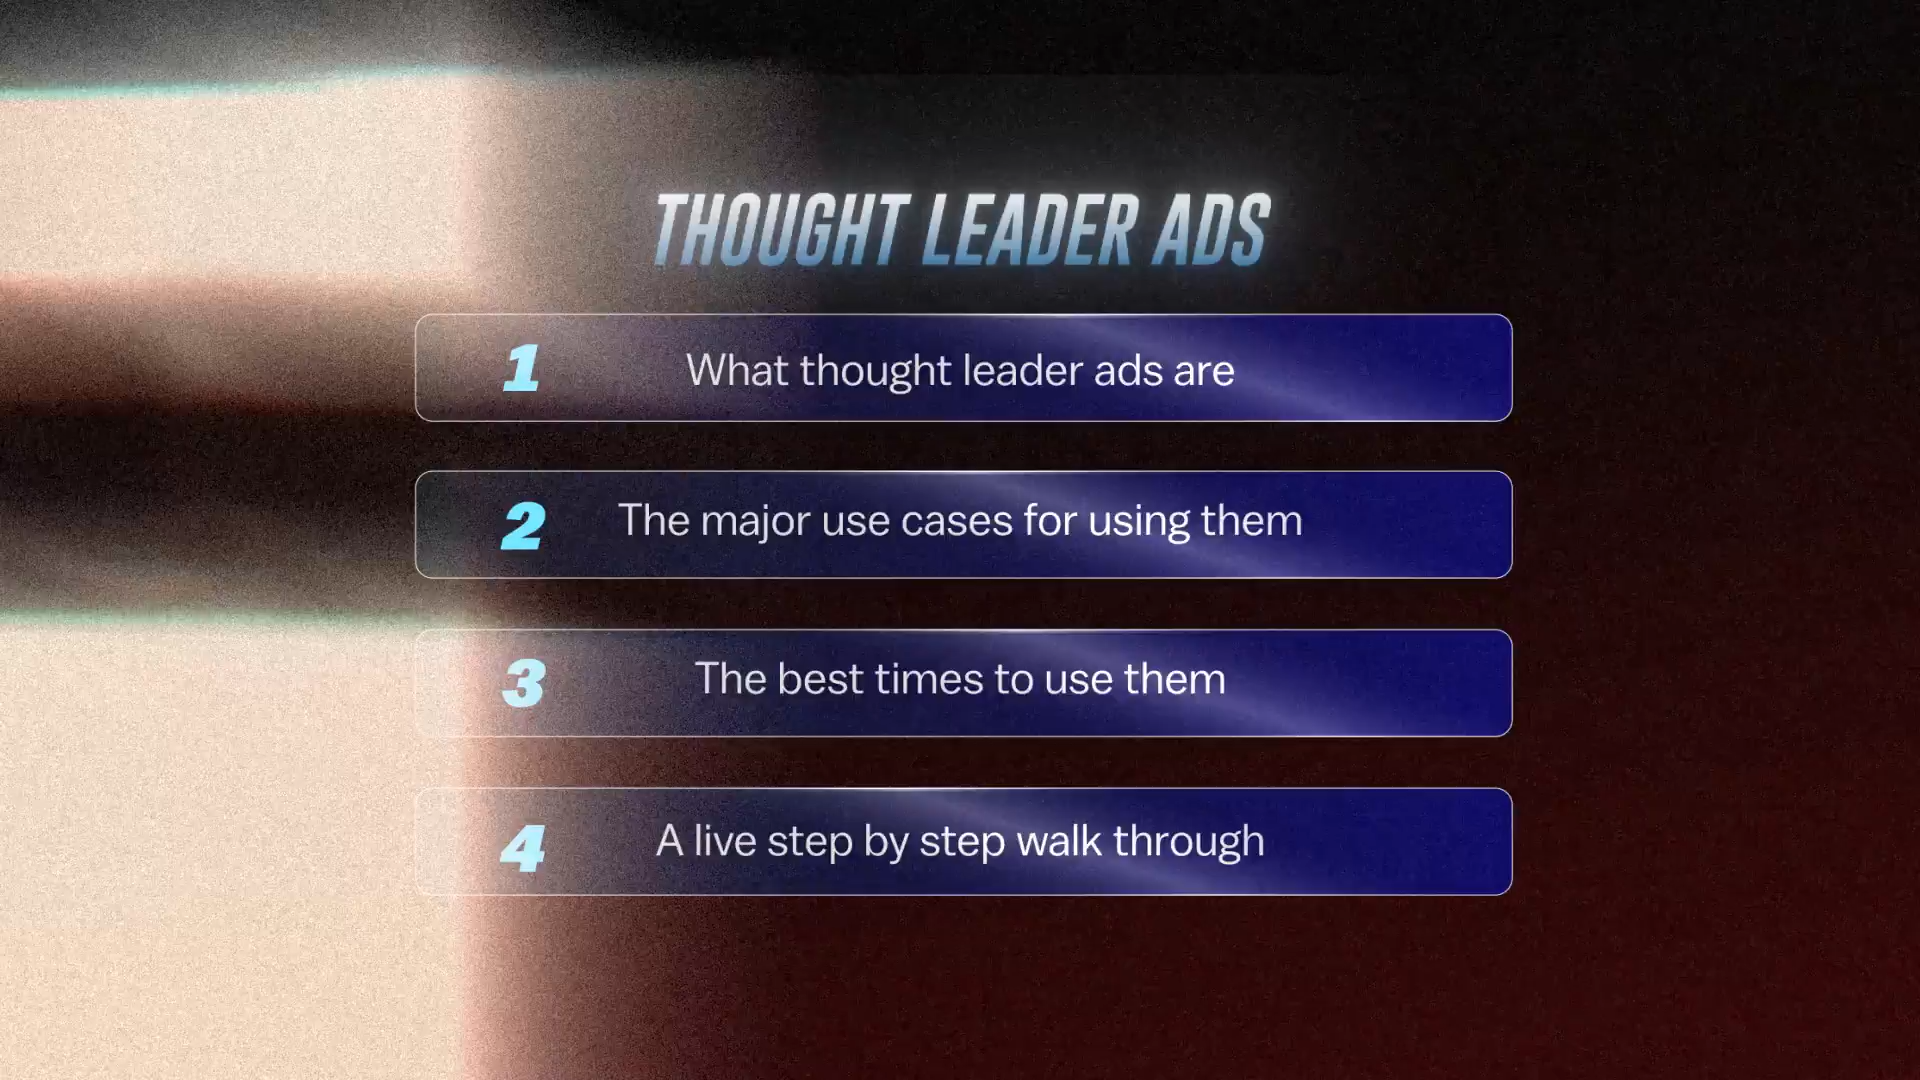 THOUGHT LEADER ADS
1 What thought leader ads are
2 The major use cases for using them
3 The best times to use them
4 A live step by step walk through